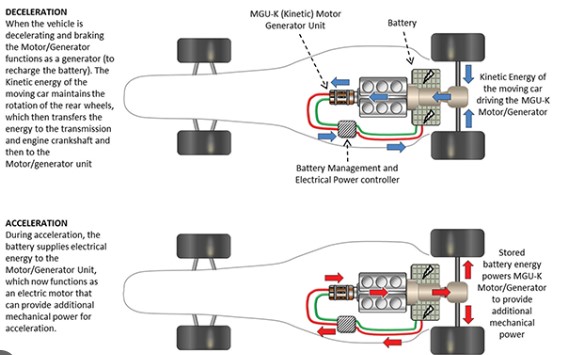 DECELERATION
When the vehicle is
decelerating and braking
the Motor/Generator
functions as a generator (to
recharge the battery). The
Kinetic energy of the
moving car maintains the
rotation of the rear wheels,
which then transfers the
energy to the transmission
and engine crankshaft and
then to the
Motor/generator unit
MGU-K (Kinetic) Motor
Generator Unit
Battery
Kinetic Energy of
the moving car
driving the MGU-K
Motor/Generator
Battery Management and
Electrical Power controller
ACCELERATION
During acceleration, the
battery supplies electrical
energy to the
Motor/Generator Unit,
which now functions as
an electric motor that
can provide additional
mechanical power for
acceleration.
Stored
battery energy
powers MGU-K
Motor/Generator
to provide
additional
mechanical
power